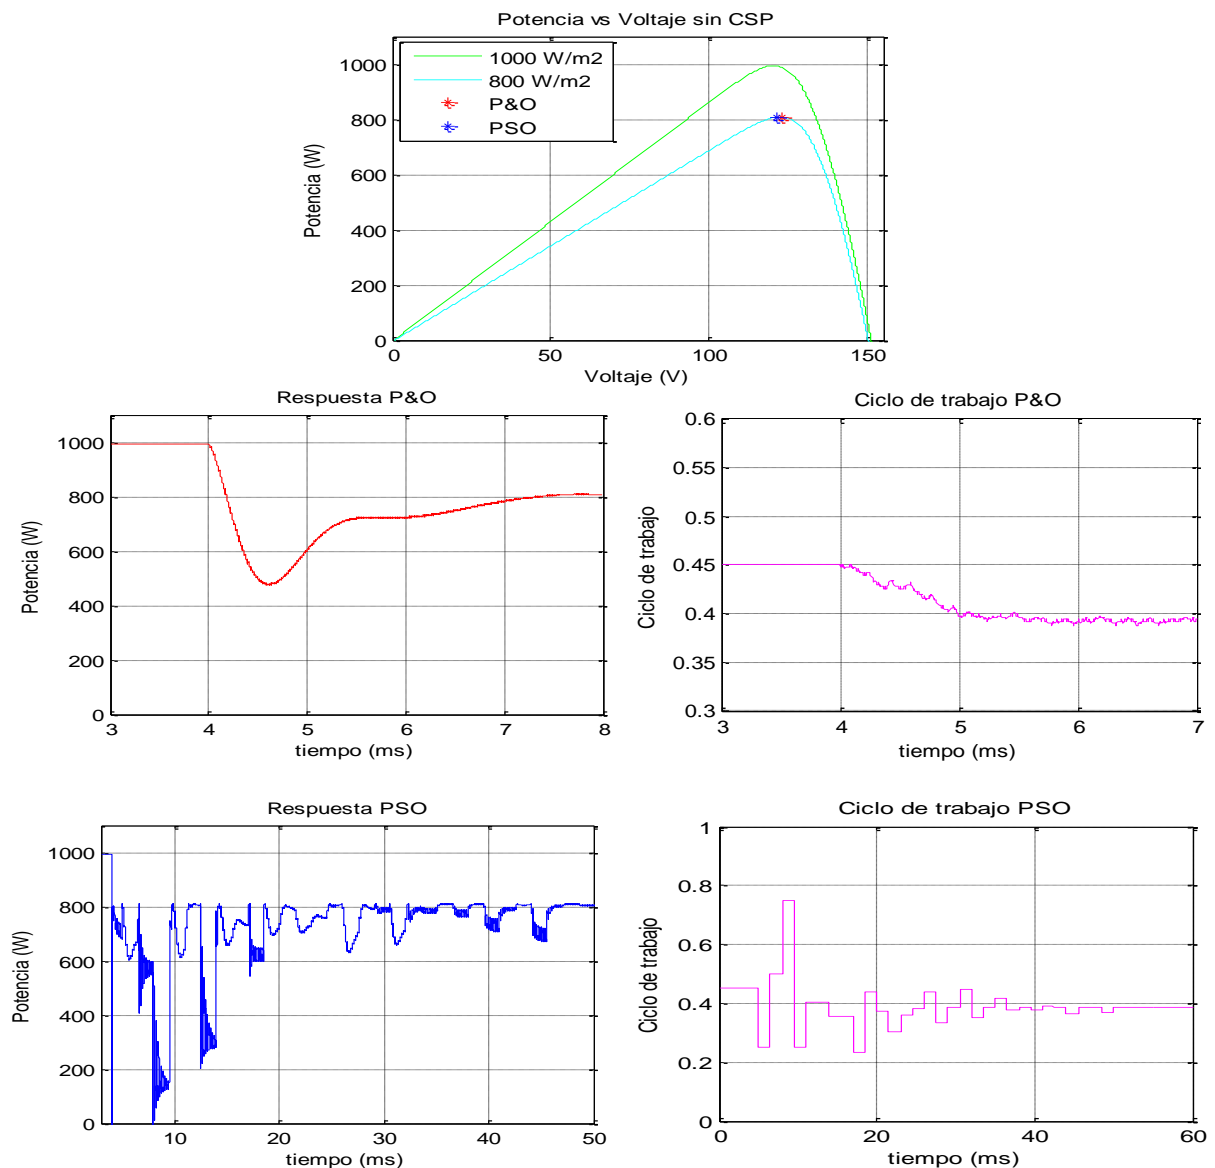 Potencia vs Voltaje sin CSP
1000 W/m2
800 W/m2
P&O
PSO
Potencia (W)
1000
800
600
400
200
0
0 50 100 150
Voltaje (V)
Respuesta P&O
Potencia (W)
1000
800
600
400
200
0
3 4 5 6 7 8
tiempo (ms)
Ciclo de trabajo P&O
Ciclo de trabajo
0.6
0.55
0.5
0.45
0.4
0.35
0.3
3 4 5 6 7
tiempo (ms)
Respuesta PSO
Potencia (W)
1000
800
600
400
200
0
10 20 30 40 50
tiempo (ms)
Ciclo de trabajo PSO
Ciclo de trabajo
1
0.8
0.6
0.4
0.2
0
0 20 40 60
tiempo (ms)